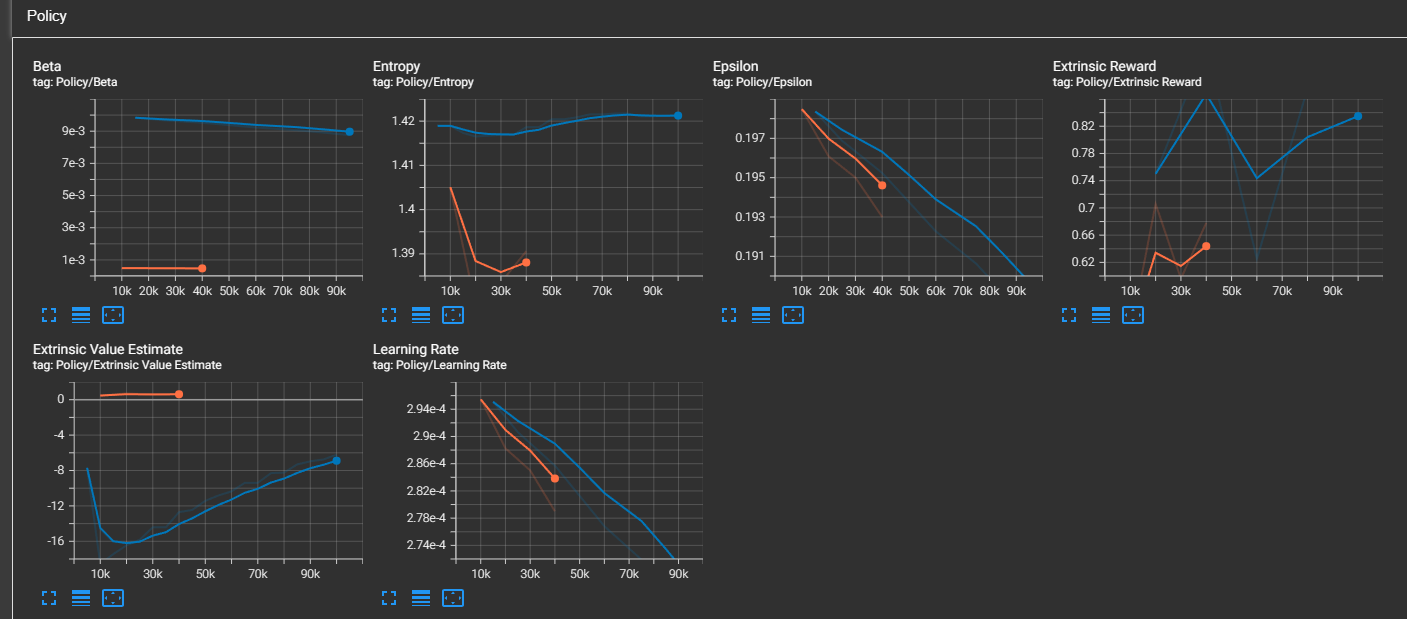 Policy
Beta
tag: Policy/Beta
9e-3
7e-3
5e-3
3e-3
1e-3
10k 20k 30k 40k 50k 60k 70k 80k 90k
Entropy
tag: Policy/Entropy
1.42
1.41
1.4
1.39
10k 30k 50k 70k 90k
Epsilon
tag: Policy/Epsilon
0.197
0.195
0.193
0.191
10k 20k 30k 40k 50k 60k 70k 80k 90k
Extrinsic Reward
tag: Policy/Extrinsic Reward
0.82
0.78
0.74
0.7
0.66
0.62
10k 30k 50k 70k 90k
Extrinsic Value Estimate
tag: Policy/Extrinsic Value Estimate
0
-4
-8
-12
-16
10k 30k 50k 70k 90k
Learning Rate
tag: Policy/Learning Rate
2.94e-4
2.9e-4
2.86e-4
2.82e-4
2.78e-4
2.74e-4
10k 30k 50k 70k 90k